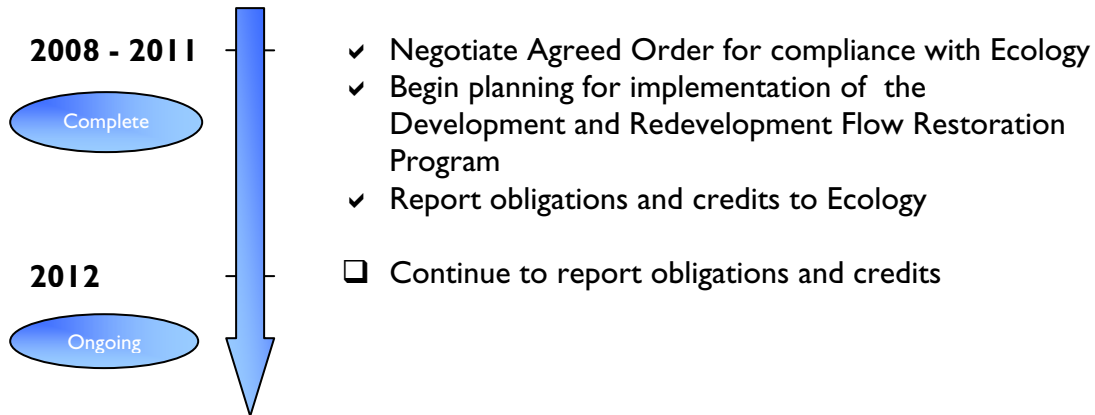 2008 - 2011
Complete
Negotiate Agreed Order for compliance with Ecology
Begin planning for implementation of the
Development and Redevelopment Flow Restoration
Program
Report obligations and credits to Ecology
2012
Ongoing
Continue to report obligations and credits